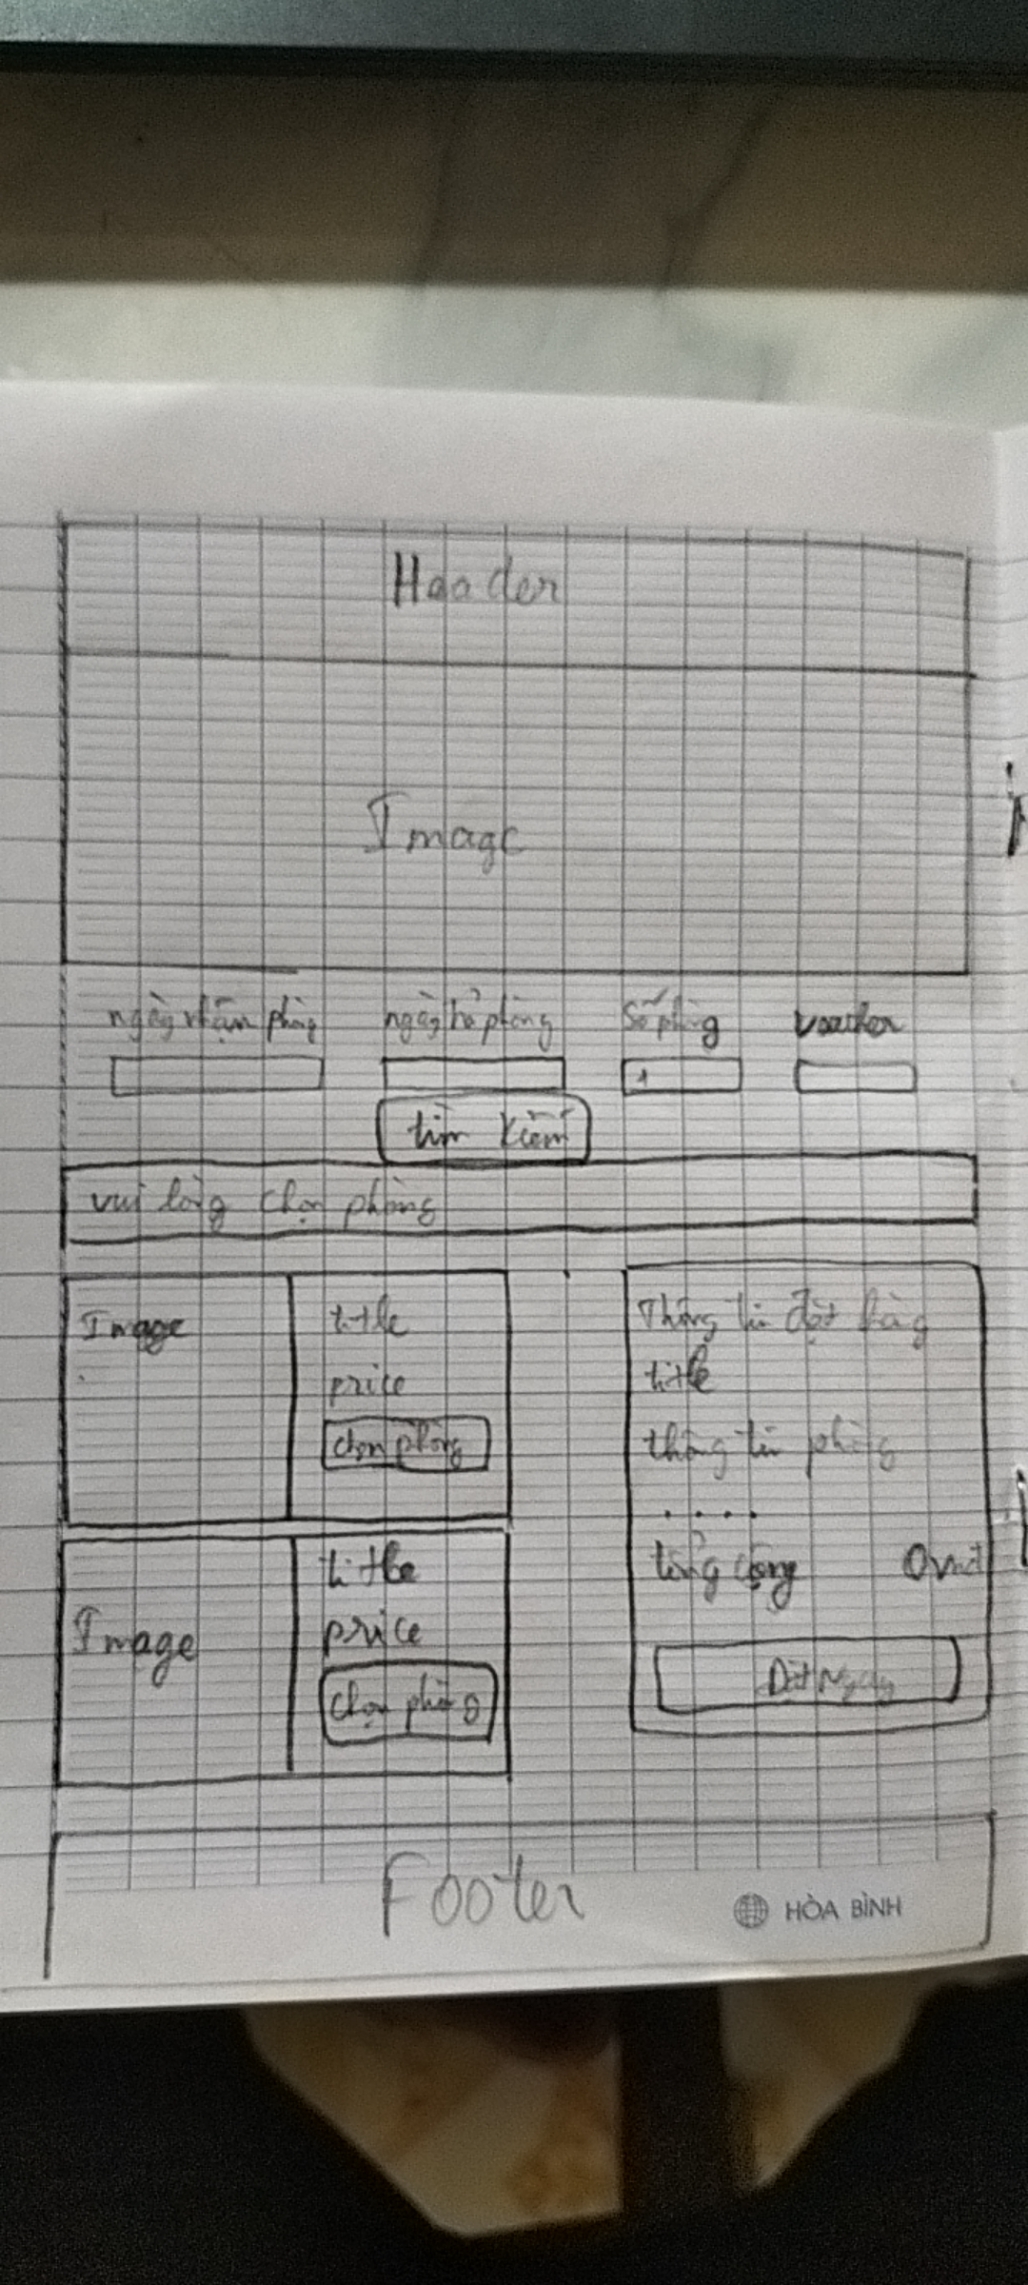 Header
Image
ngày nhận phòng ngày trả phòng Số phòng voucher
1
tìm kiếm
vui lòng chọn phòng
Image
title
price
chọn phòng
Image
title
price
chọn phòng
Thông tin đặt hàng
title
thông tin phòng
.....
tổng cộng 0 vnđ
Đặt Ngay
Footer
HÒA BÌNH